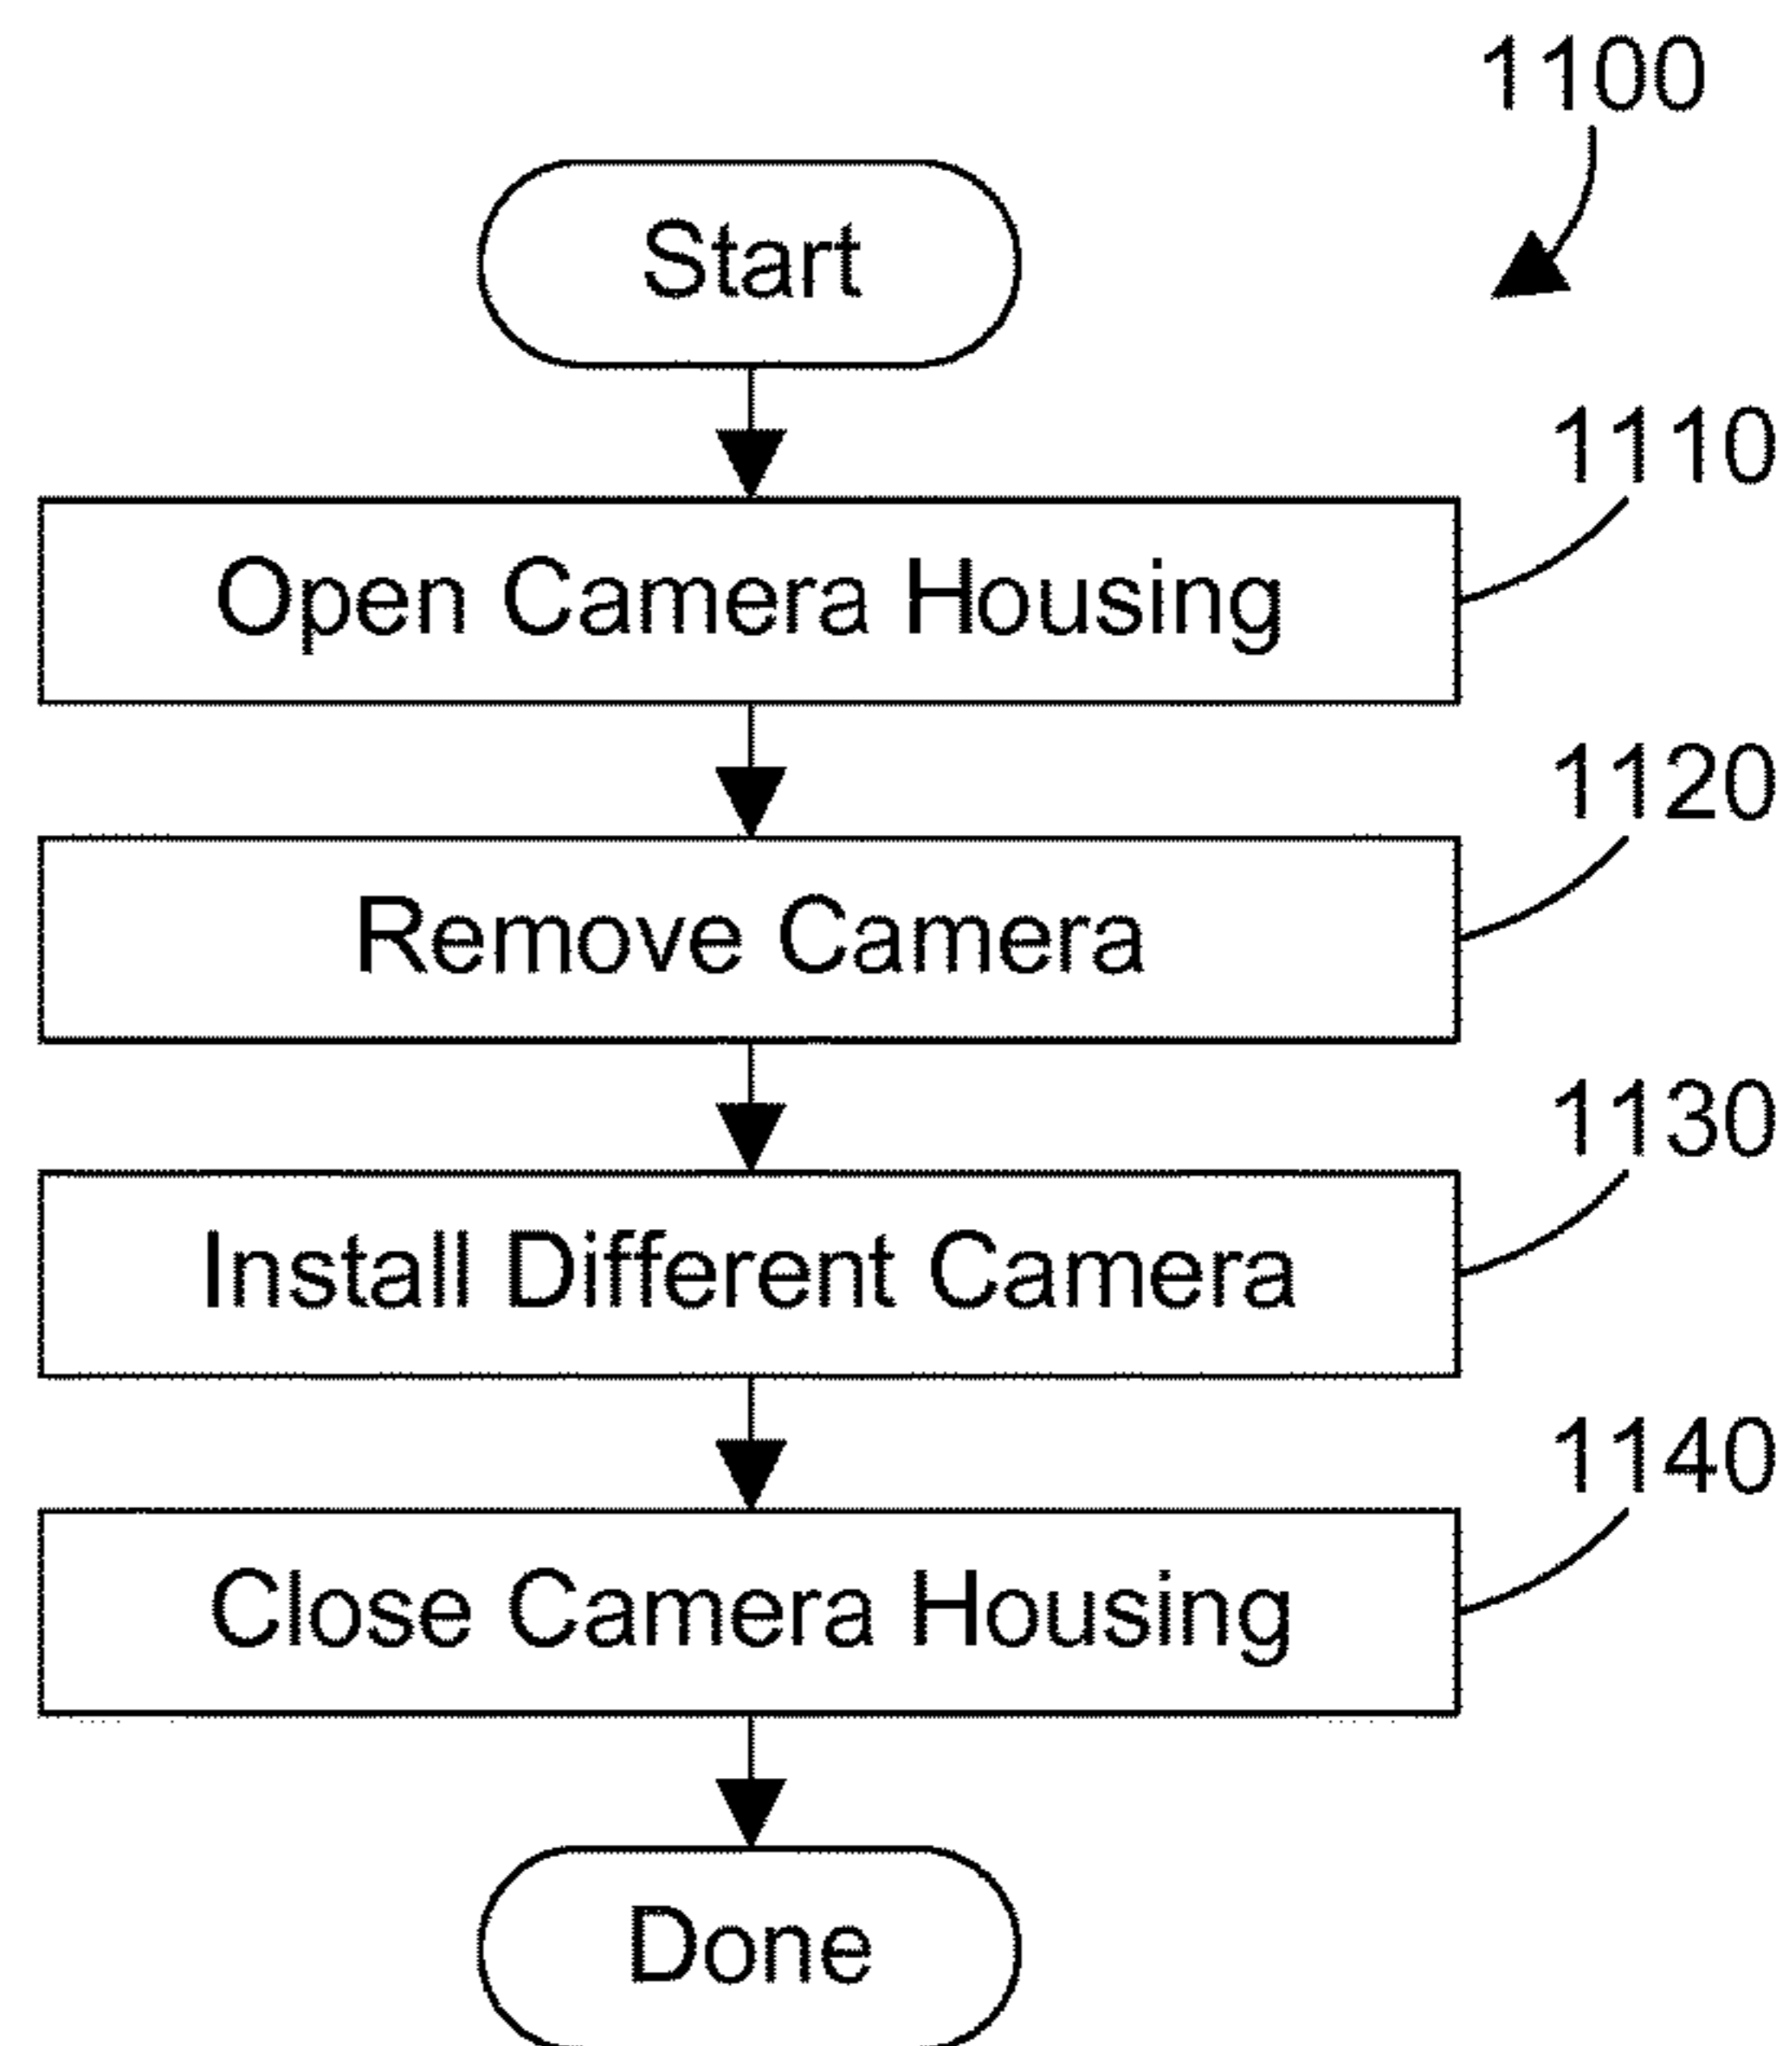 1100
Start
1110
Open Camera Housing
1120
Remove Camera
1130
Install Different Camera
1140
Close Camera Housing
Done